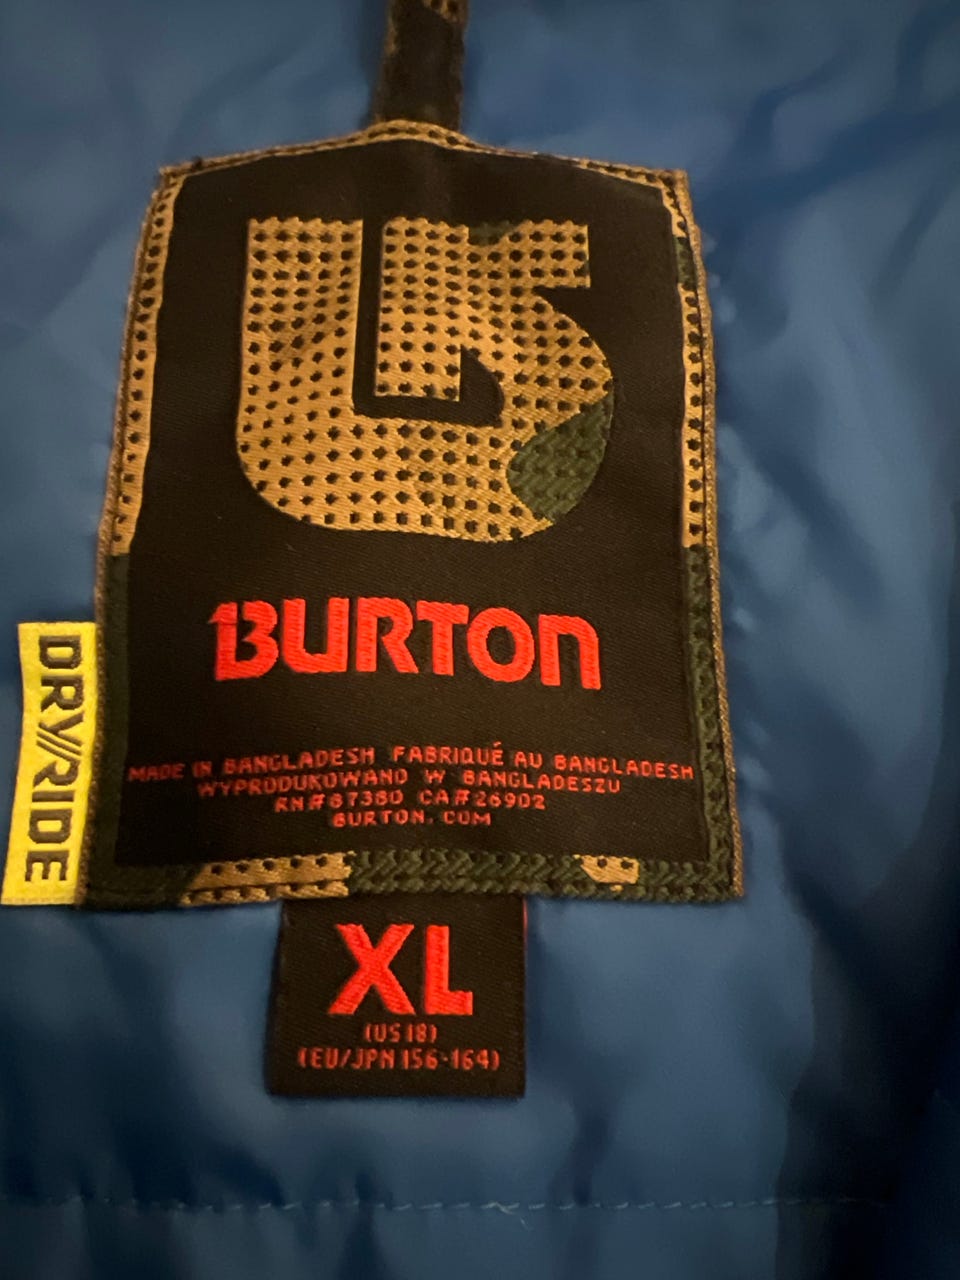 BURTON
MADE IN BANGLADESH FABRIQUÉ AU BANGLADESH
WYPRODUKOWANO W BANGLADESZU
RN#87380 CA#26902
BURTON.COM
DRY//RIDE
XL
(US 18)
(EU/JPN 156-164)